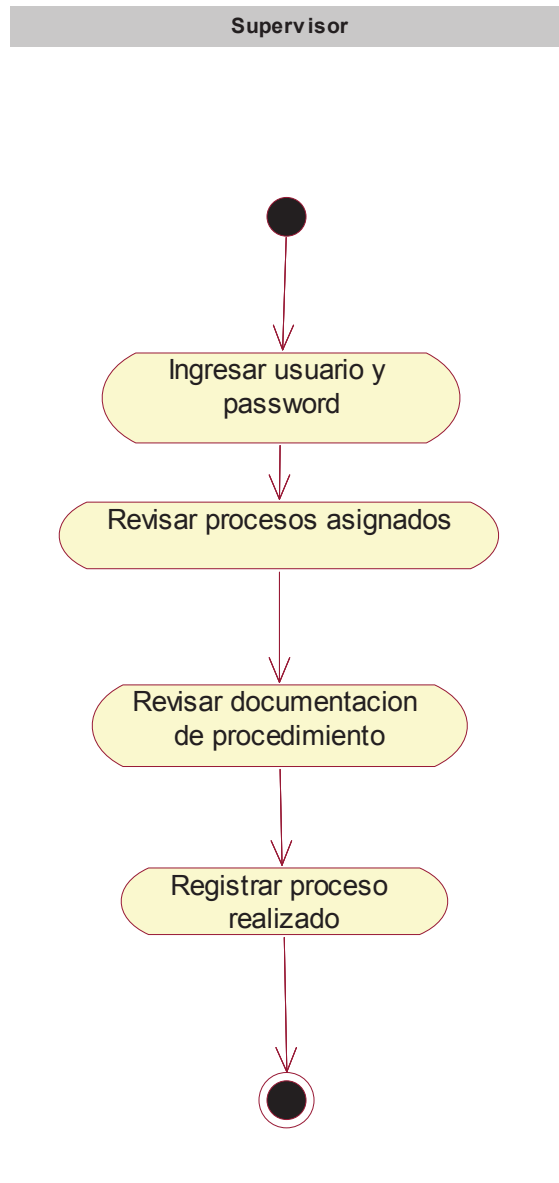 Supervisor
Ingresar usuario y
password
Revisar procesos asignados
Revisar documentacion
de procedimiento
Registrar proceso
realizado